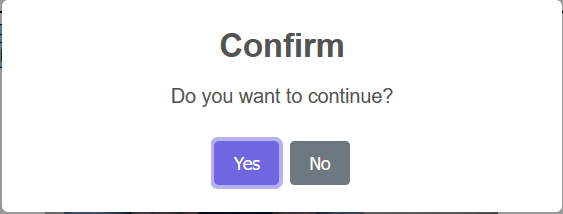 Confirm
Do you want to continue?
Yes
No